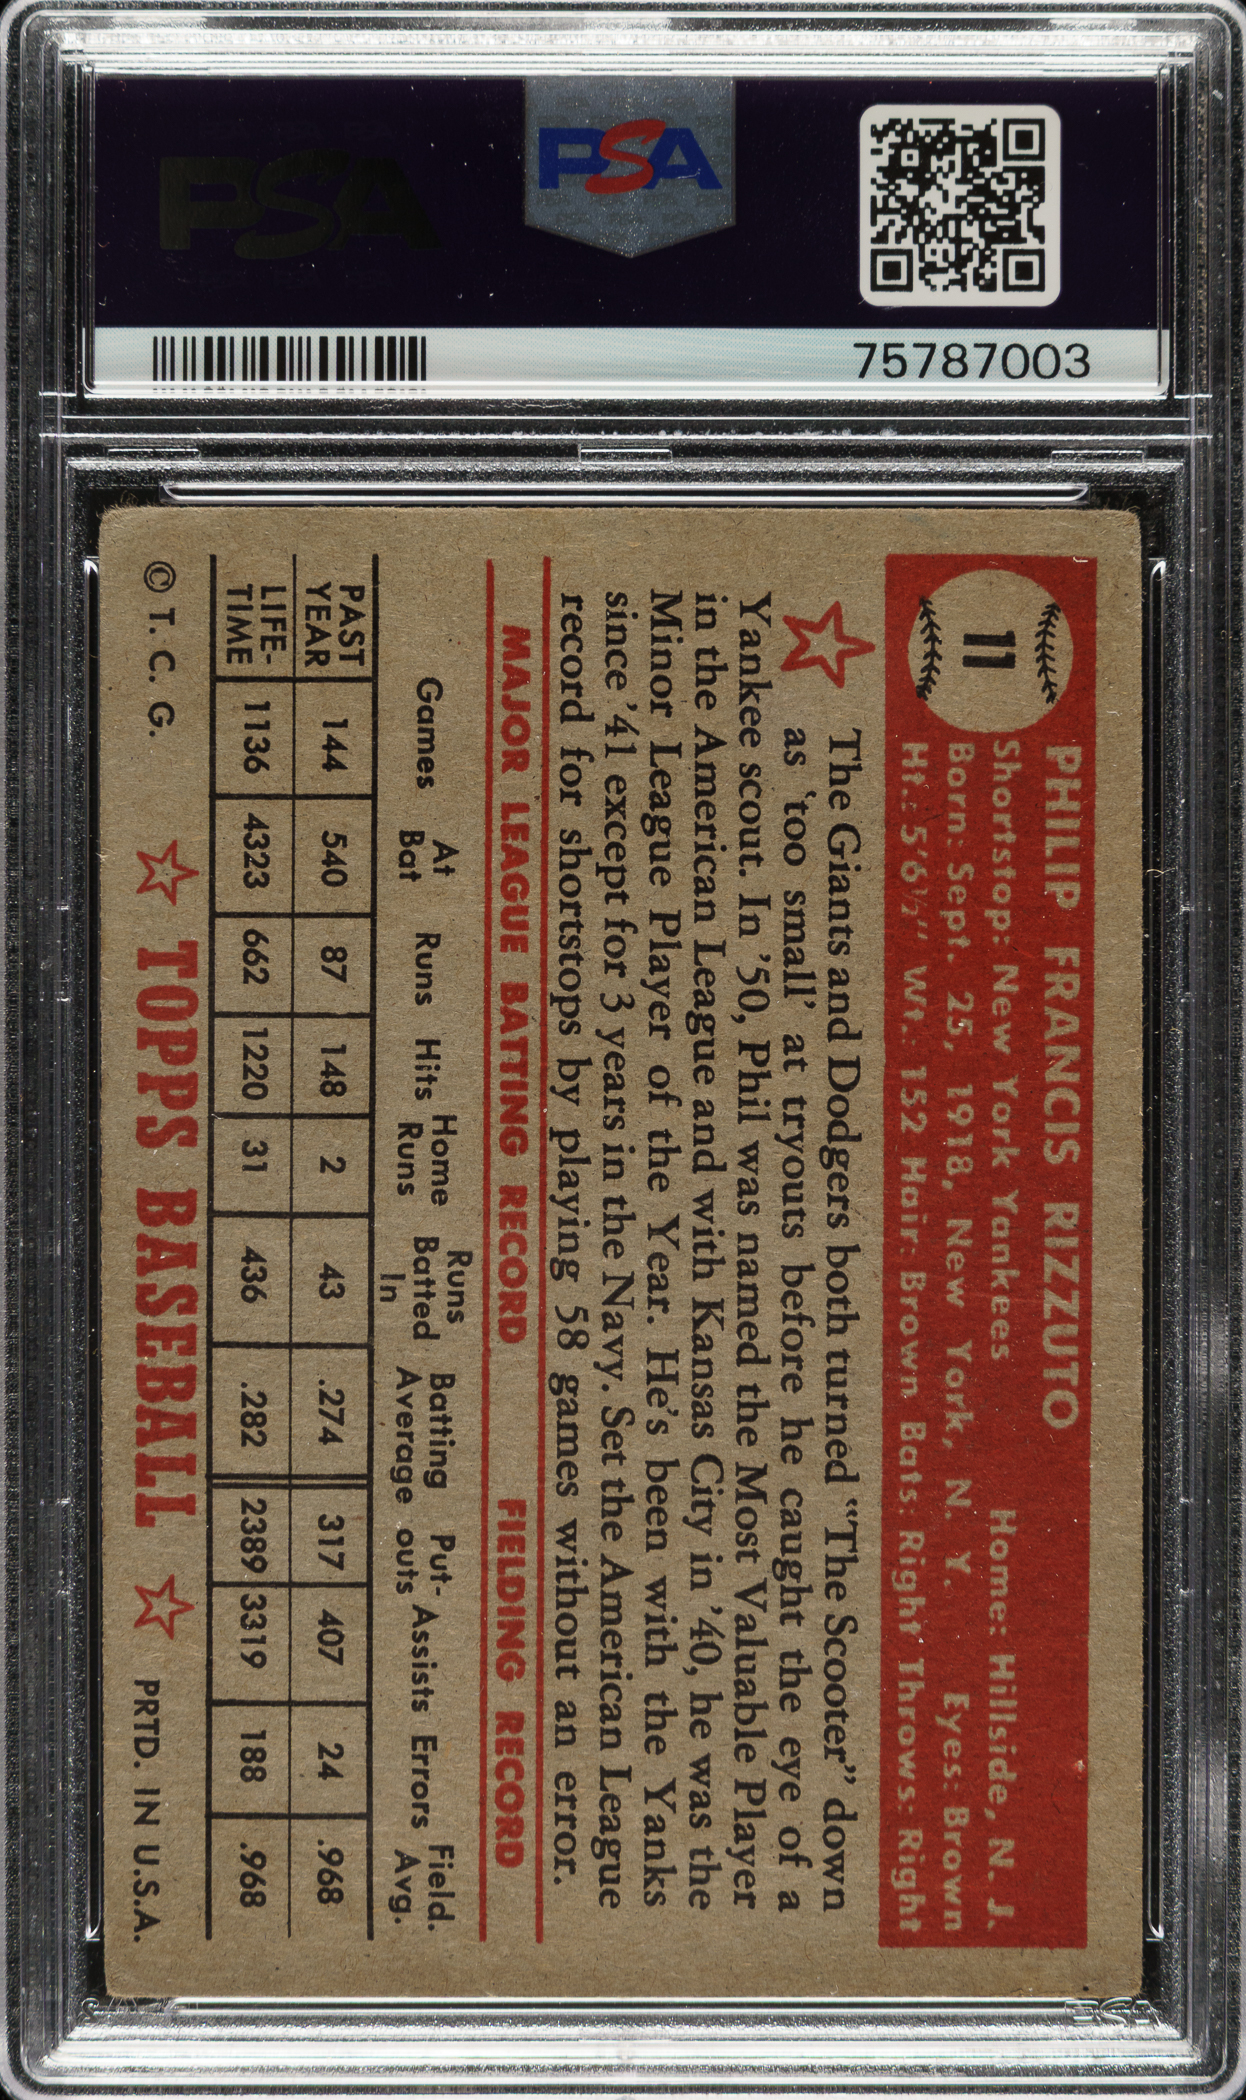 PSA
PSA
75787003
11
PHILIP FRANCIS RIZZUTO
Shortstop: New York Yankees Home: Hillside, N. J.
Born: Sept. 25, 1918, New York, N. Y. Eyes: Brown
Ht.: 5'6½" Wt.: 152 Hair: Brown Bats: Right Throws: Right
The Giants and Dodgers both turned "The Scooter" down
as 'too small' at tryouts before he caught the eye of a
Yankee scout. In '50, Phil was named the Most Valuable Player
in the American League and with Kansas City in '40, he was the
Minor League Player of the Year. He's been with the Yanks
since '41 except for 3 years in the Navy. Set the American League
record for shortstops by playing 58 games without an error.
MAJOR LEAGUE BATTING RECORD FIELDING RECORD
Games At Bat Runs Hits Home Runs Runs Batted In Batting Average Put-outs Assists Errors Field. Avg.
PAST YEAR 144 540 87 148 2 43 .274 317 407 24 .968
LIFE-TIME 1136 4323 662 1220 31 436 .282 2389 3319 188 .968
© T. C. G. TOPPS BASEBALL PRTD. IN U.S.A.
PSA